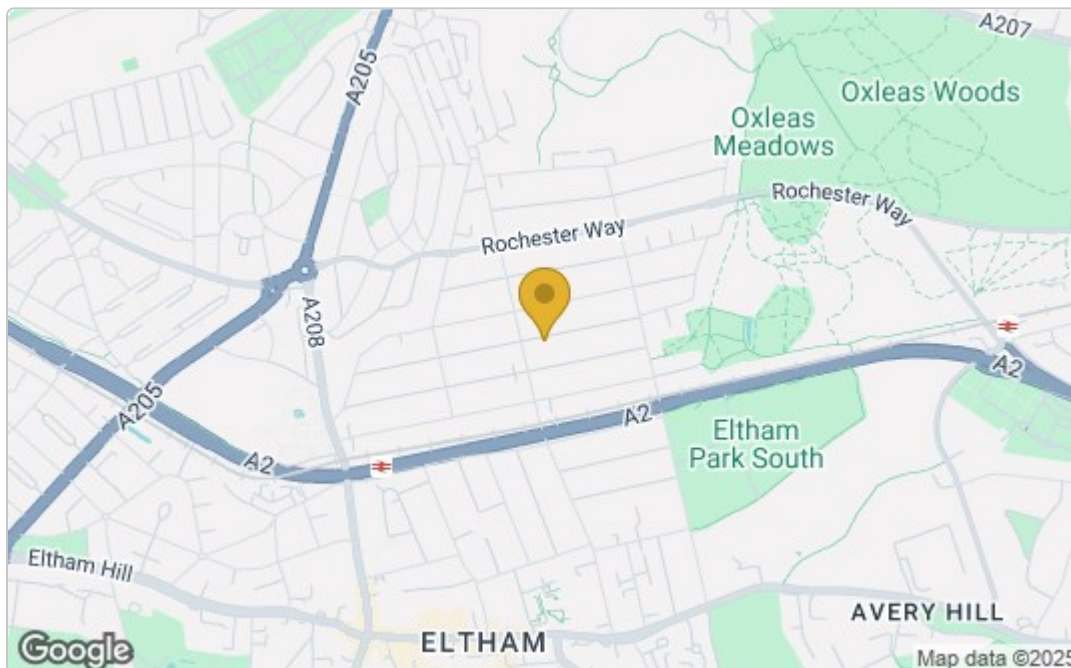 A207
A205
Oxleas Woods
Oxleas
Meadows
Rochester Way
Rochester Way
A208
A205
A2
A2
A2
Eltham
Park South
Eltham Hill
AVERY HILL
ELTHAM
Google
Map data ©2025